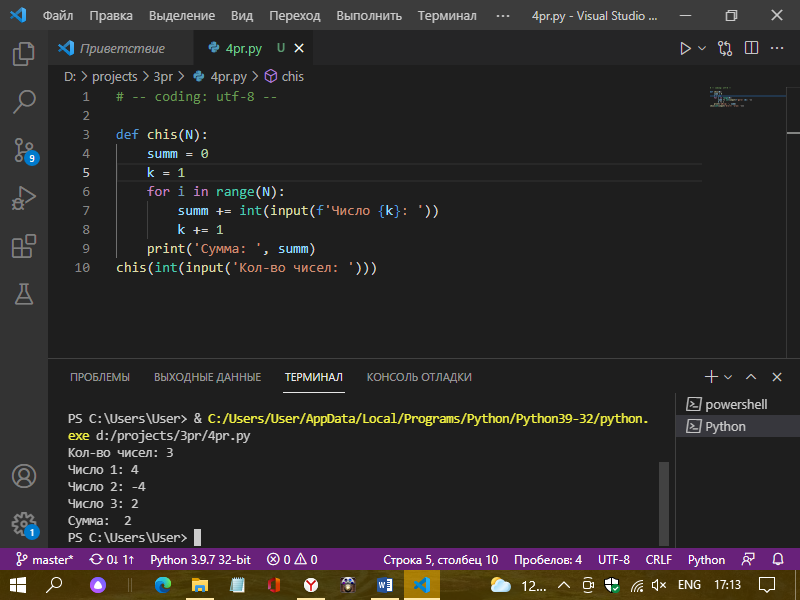 Файл Правка Выделение Вид Переход Выполнить Терминал ··· 4pr.py - Visual Studio ...
Приветствие 4pr.py U
D: > projects > 3pr > 4pr.py > chis
1 # -- coding: utf-8 --
2
3 def chis(N):
4 summ = 0
5 k = 1
6 for i in range(N):
7 summ += int(input(f'Число {k}: '))
8 k += 1
9 print('Сумма: ', summ)
10 chis(int(input('Кол-во чисел: ')))
9
ПРОБЛЕМЫ ВЫХОДНЫЕ ДАННЫЕ ТЕРМИНАЛ КОНСОЛЬ ОТЛАДКИ
PS C:\Users\User> & C:/Users/User/AppData/Local/Programs/Python/Python39-32/python.
exe d:/projects/3pr/4pr.py
Кол-во чисел: 3
Число 1: 4
Число 2: -4
Число 3: 2
Сумма:  2
PS C:\Users\User>
powershell
Python
1
master* 0↓ 1↑ Python 3.9.7 32-bit 0 0 Строка 5, столбец 10 Пробелов: 4 UTF-8 CRLF Python
12... ENG 17:13